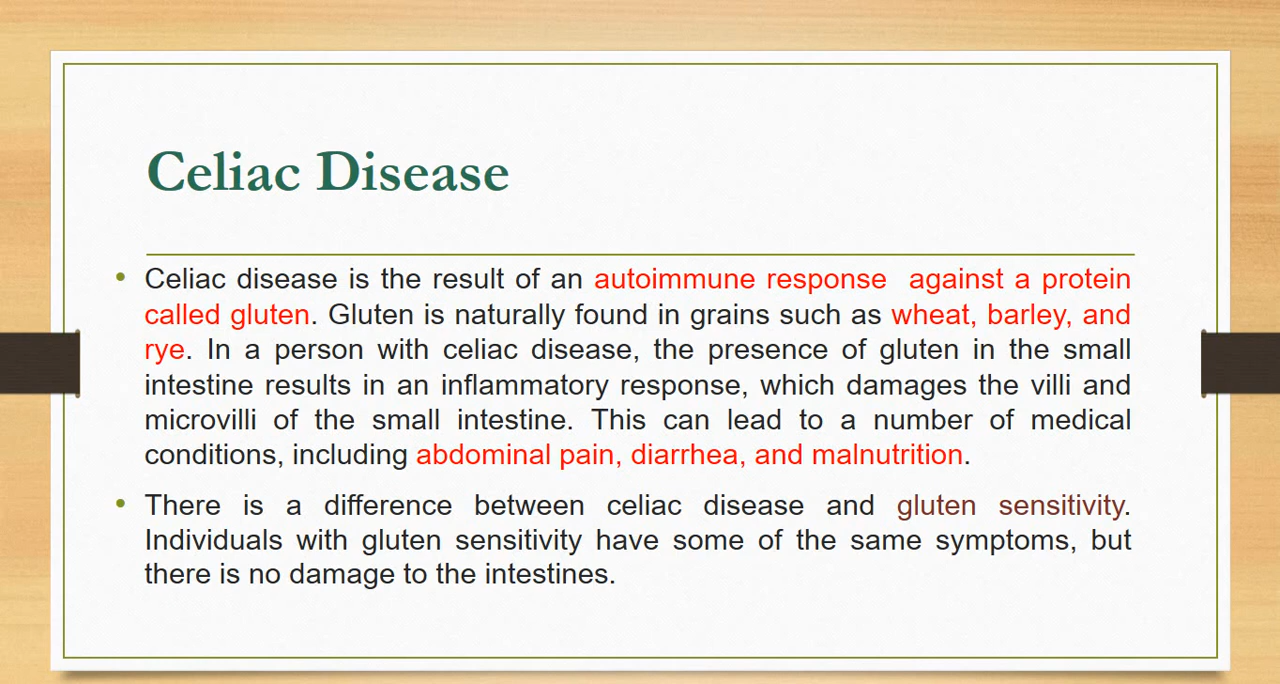 Celiac Disease
• Celiac disease is the result of an autoimmune response against a protein
called gluten. Gluten is naturally found in grains such as wheat, barley, and
rye. In a person with celiac disease, the presence of gluten in the small
intestine results in an inflammatory response, which damages the villi and
microvilli of the small intestine. This can lead to a number of medical
conditions, including abdominal pain, diarrhea, and malnutrition.
• There is a difference between celiac disease and gluten sensitivity.
Individuals with gluten sensitivity have some of the same symptoms, but
there is no damage to the intestines.